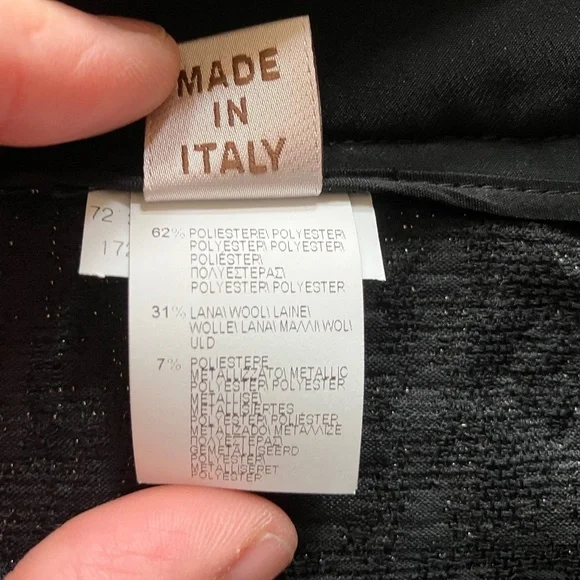 MADE
IN
ITALY
72
172
62% POLIESTERE\ POLYESTER\
POLYESTER\ POLYESTER\
POLIÉSTER\
ΠΟΛΥΕΣΤΕΡΑΣ\
POLYESTER\ POLYESTER
31% LANA\ WOOL\ LAINE\
WOLLE\ LANA\ ΜΑΛΛΙ\ WOL\
ULD
7% POLIESTERE
METALLIZZATO\ METALLIC
POLYESTER\ POLYESTER
METALLISE\
METALLISIERTES
POLYESTER\ POLIÉSTER
METALIZADO\ ΜΕΤΑΛΛΙΖΕ
ΠΟΛΥΕΣΤΕΡΑΣ\
GEMETALLISEERD
POLYESTER\
METALLISERET
POLYESTER